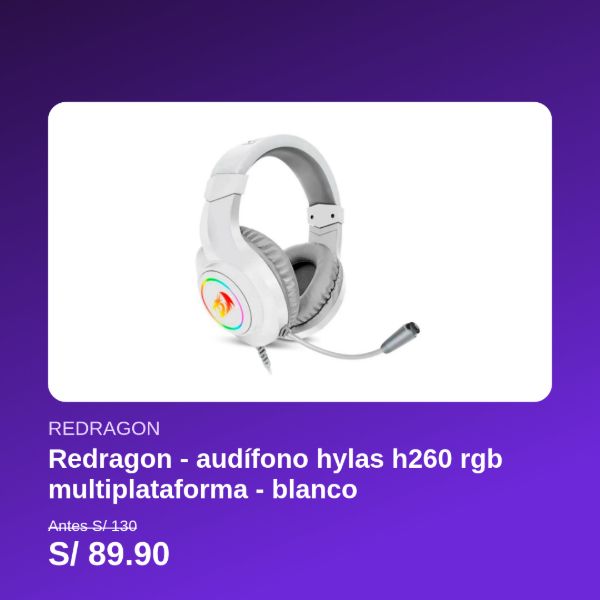 REDRAGON
Redragon - audífono hylas h260 rgb
multiplataforma - blanco
Antes S/ 130
S/ 89.90